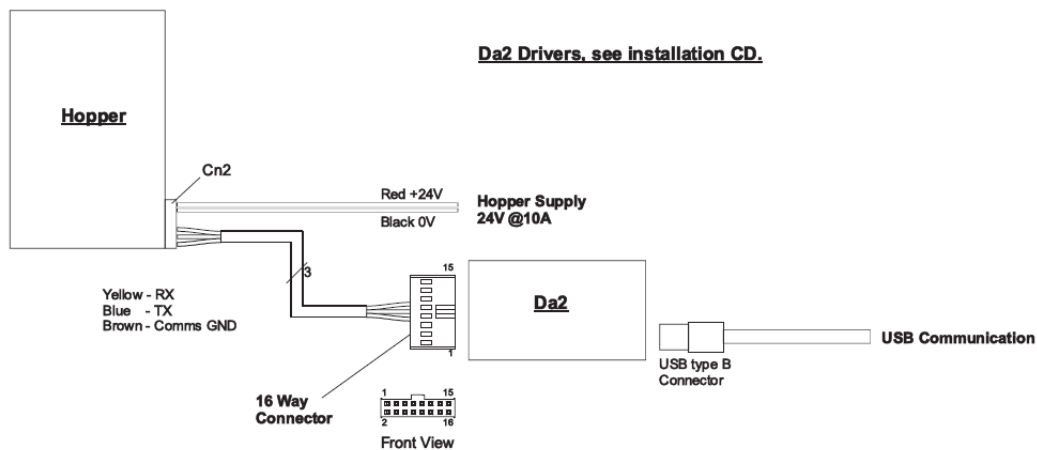 Da2 Drivers, see installation CD.
Hopper
Cn2
Red +24V
Black 0V
Hopper Supply
24V @10A
3
Yellow - RX
Blue - TX
Brown - Comms GND
15
1
Da2
USB Communication
USB type B
Connector
16 Way
Connector
1 15
2 16
Front View